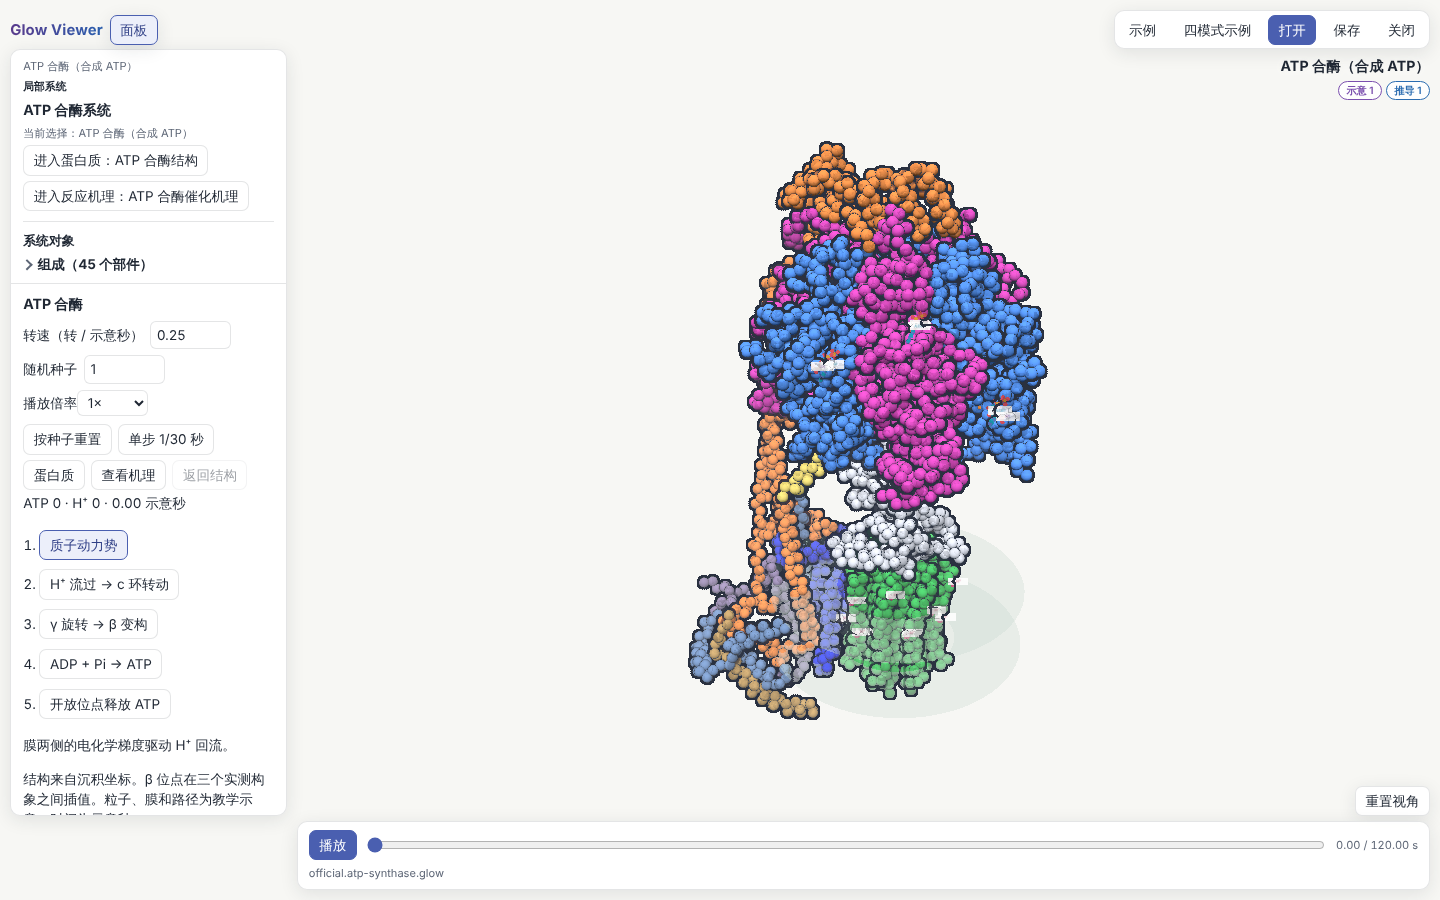 Glow Viewer 面板
示例 四模式示例 打开 保存 关闭
ATP 合酶（合成 ATP）
示意 1 推导 1
ATP 合酶（合成 ATP）
局部系统
ATP 合酶系统
当前选择：ATP 合酶（合成 ATP）
进入蛋白质：ATP 合酶结构
进入反应机理：ATP 合酶催化机理
系统对象
组成（45 个部件）
ATP 合酶
转速（转 / 示意秒） 0.25
随机种子 1
播放倍率 1×
按种子重置 单步 1/30 秒
蛋白质 查看机理 返回结构
ATP 0 · H⁺ 0 · 0.00 示意秒
1. 质子动力势
2. H⁺ 流过 → c 环转动
3. γ 旋转 → β 变构
4. ADP + Pi → ATP
5. 开放位点释放 ATP
膜两侧的电化学梯度驱动 H⁺ 回流。
结构来自沉积坐标。β 位点在三个实测构
象之间插值。粒子、膜和路径为教学示
重置视角
播放 0.00 / 120.00 s
official.atp-synthase.glow